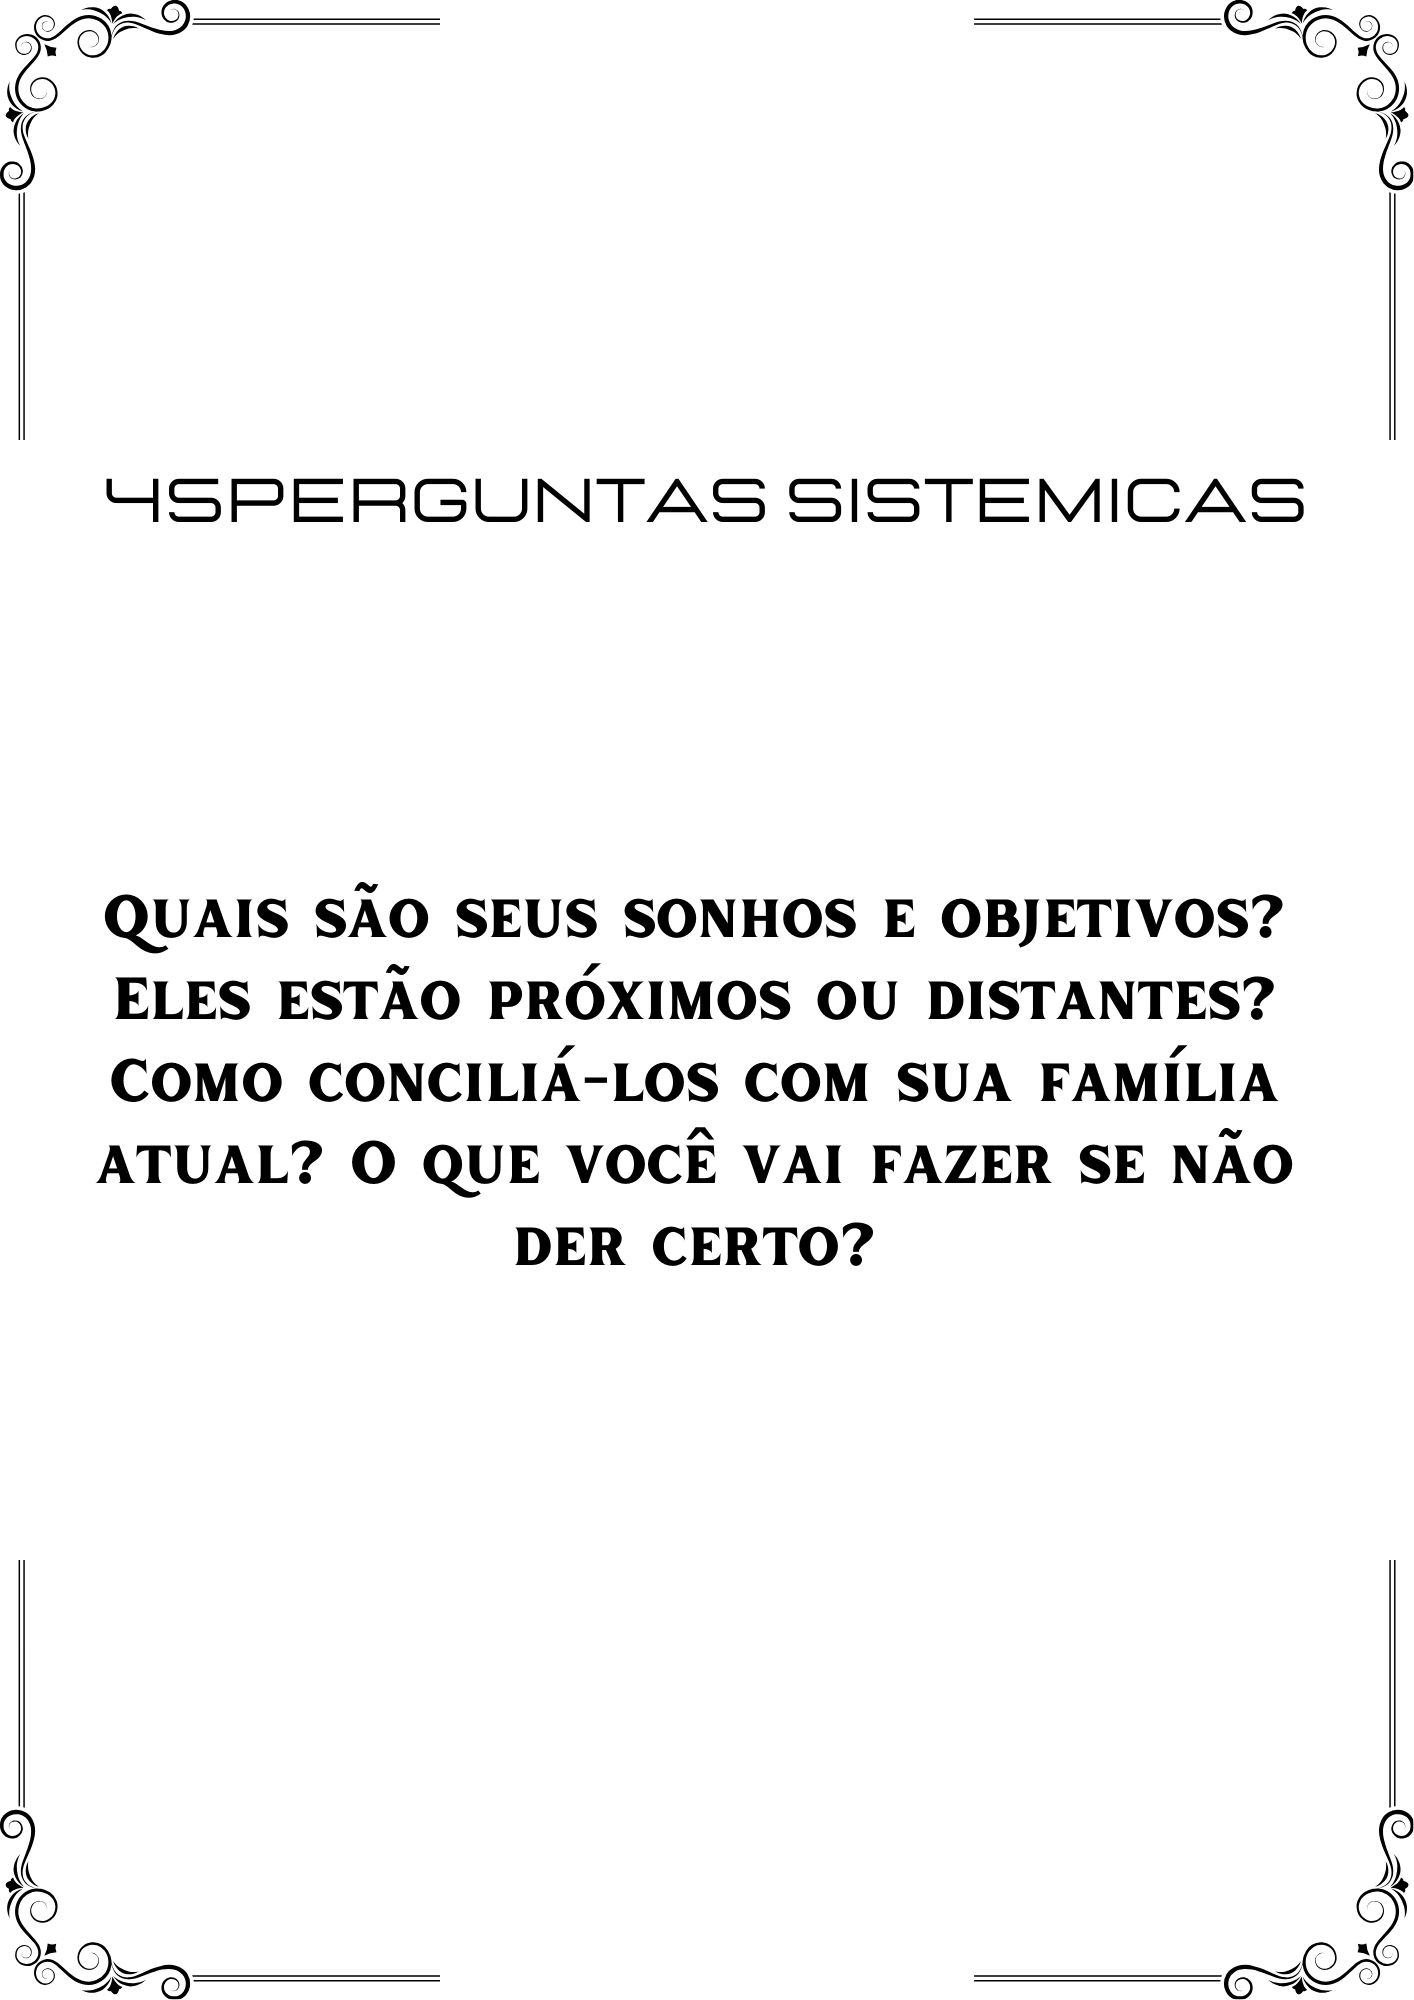 45PERGUNTAS SISTEMICAS
Quais são seus sonhos e objetivos?
Eles estão próximos ou distantes?
Como conciliá-los com sua família
atual? O que você vai fazer se não
der certo?